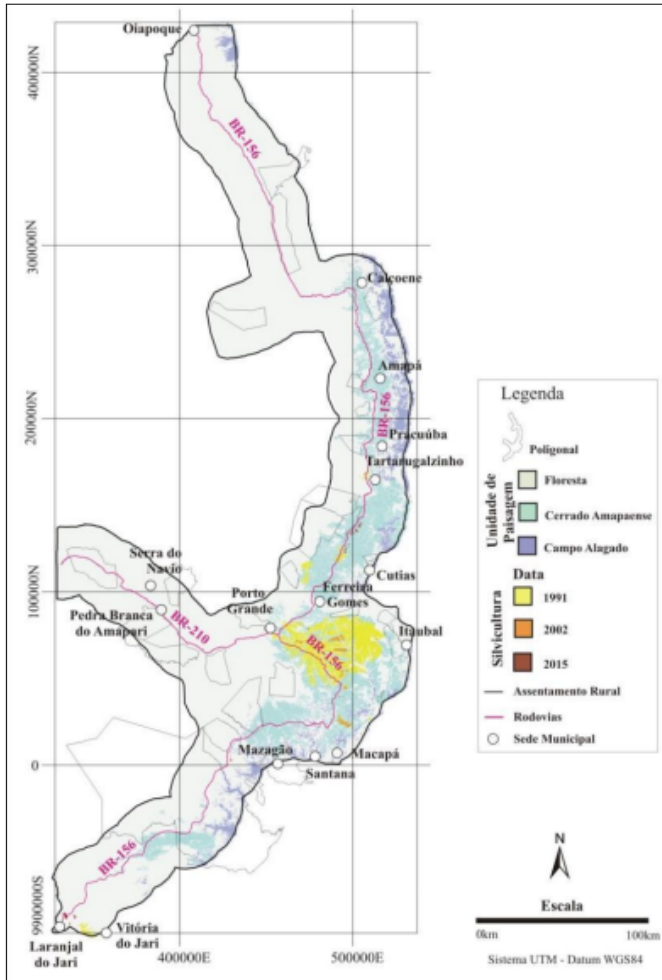 Oiapoque
400000N
BR-156
300000N
Calçoene
Amapá
BR-156
200000N
Pracuúba
Tartarugalzinho
Serra do
Navio
Cutias
100000N
Porto
Grande
Ferreira
Gomes
Pedra Branca
do Amapari
BR-210
BR-156
Itaubal
0
Mazagão
Macapá
Santana
BR-156
9900000S
Laranjal
do Jari
Vitória
do Jari
400000E
500000E
Legenda
Poligonal
Unidade de
Paisagem
Floresta
Cerrado Amapaense
Campo Alagado
Silvicultura
Data
1991
2002
2015
Assentamento Rural
Rodovias
Sede Municipal
N
Escala
0km
100km
Sistema UTM - Datum WGS84